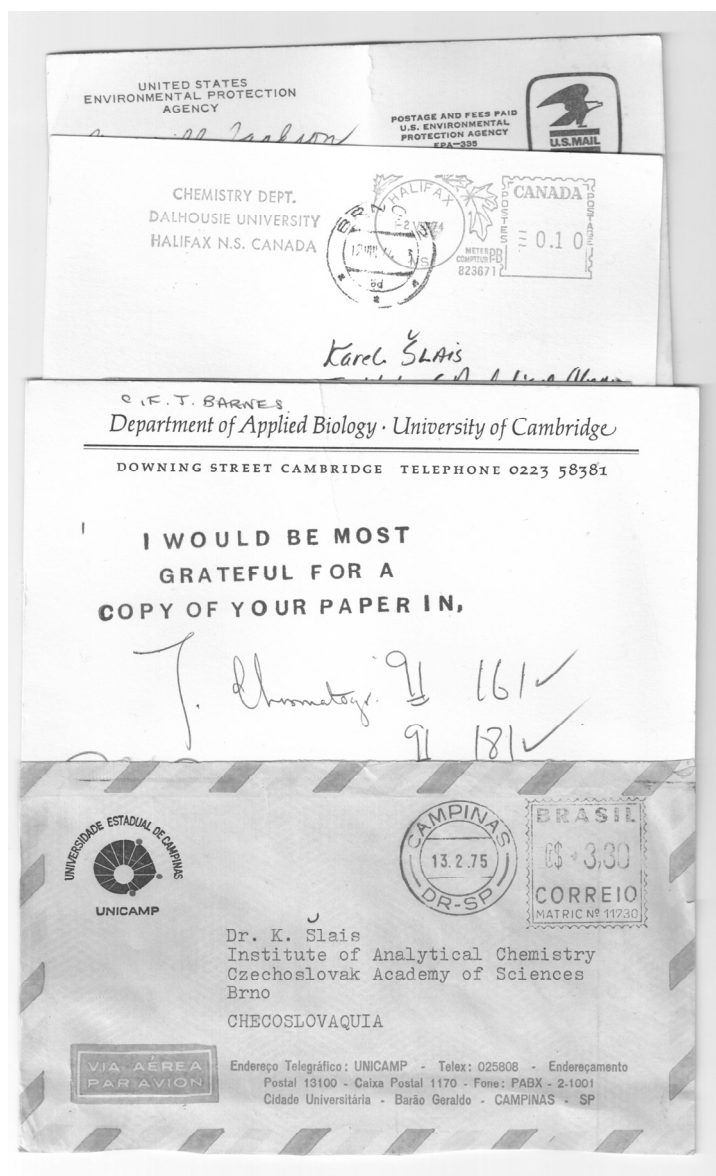 UNITED STATES
ENVIRONMENTAL PROTECTION
AGENCY
Jackson
POSTAGE AND FEES PAID
U.S. ENVIRONMENTAL
PROTECTION AGENCY
EPA-335
U.S.MAIL
CHEMISTRY DEPT.
DALHOUSIE UNIVERSITY
HALIFAX N.S. CANADA
HALIFAX
NS
BRNO
POSTES
CANADA
POSTAGE
0.10
METER
COMPTEUR
PB
823671
Karel ŠLAIS
C.F.T. BARNES
Department of Applied Biology · University of Cambridge
DOWNING STREET CAMBRIDGE TELEPHONE 0223 58381
I WOULD BE MOST
GRATEFUL FOR A
COPY OF YOUR PAPER IN,
J. Chromatogr. 91 161 ✓
91 181 ✓
UNIVERSIDADE ESTADUAL DE CAMPINAS
UNICAMP
CAMPINAS
13.2.75
DR-SP
BRASIL
C$ 3,30
CORREIO
MATRIC Nº 11730
Dr. K. Šlais
Institute of Analytical Chemistry
Czechoslovak Academy of Sciences
Brno
CHECOSLOVAQUIA
VIA AÉREA
PAR AVION
Endereço Telegráfico: UNICAMP - Telex: 025808 - Endereçamento
Postal 13100 - Caixa Postal 1170 - Fone: PABX - 2-1001
Cidade Universitária - Barão Geraldo - CAMPINAS - SP